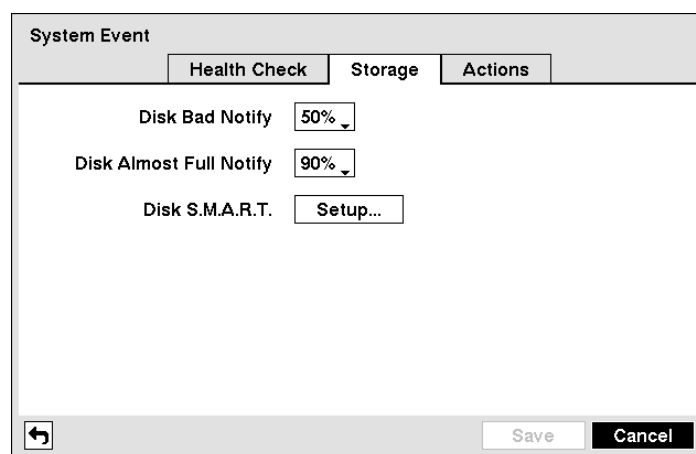 System Event
Health Check Storage Actions
Disk Bad Notify 50%
Disk Almost Full Notify 90%
Disk S.M.A.R.T. Setup...
Save Cancel